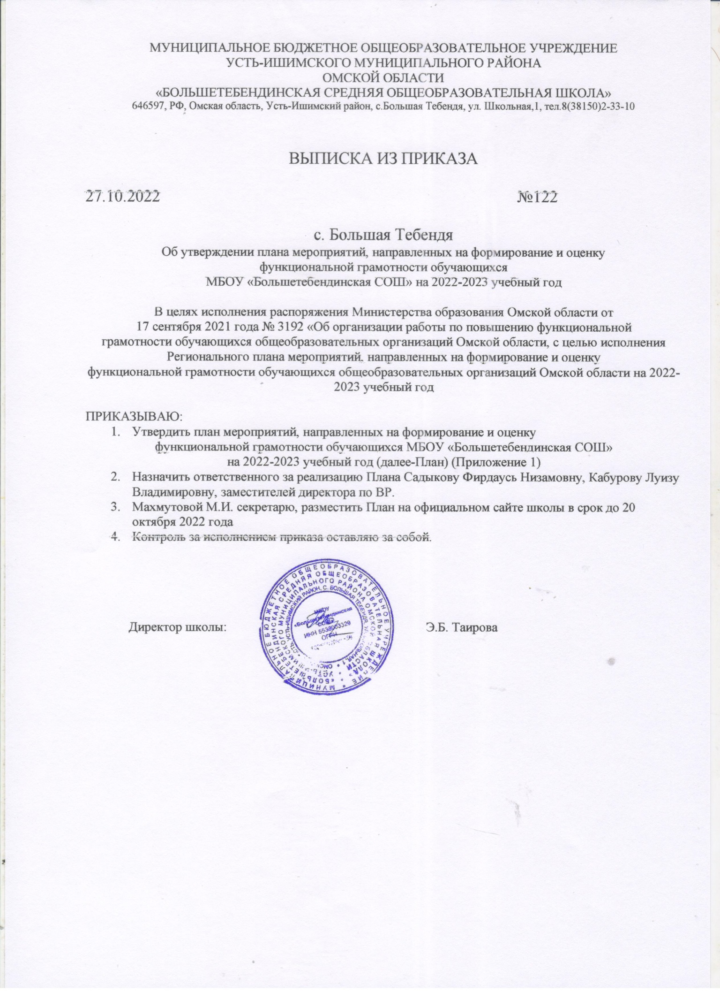 МУНИЦИПАЛЬНОЕ БЮДЖЕТНОЕ ОБЩЕОБРАЗОВАТЕЛЬНОЕ УЧРЕЖДЕНИЕ
УСТЬ-ИШИМСКОГО МУНИЦИПАЛЬНОГО РАЙОНА
ОМСКОЙ ОБЛАСТИ
«БОЛЬШЕТЕБЕНДИНСКАЯ СРЕДНЯЯ ОБЩЕОБРАЗОВАТЕЛЬНАЯ ШКОЛА»
646597, РФ, Омская область, Усть-Ишимский район, с.Большая Тебендя, ул. Школьная,1, тел.8(38150)2-33-10
ВЫПИСКА ИЗ ПРИКАЗА
27.10.2022 №122
с. Большая Тебендя
Об утверждении плана мероприятий, направленных на формирование и оценку
функциональной грамотности обучающихся
МБОУ «Большетебендинская СОШ» на 2022-2023 учебный год
В целях исполнения распоряжения Министерства образования Омской области от
17 сентября 2021 года № 3192 «Об организации работы по повышению функциональной
грамотности обучающихся общеобразовательных организаций Омской области, с целью исполнения
Регионального плана мероприятий, направленных на формирование и оценку
функциональной грамотности обучающихся общеобразовательных организаций Омской области на 2022-
2023 учебный год
ПРИКАЗЫВАЮ:
1. Утвердить план мероприятий, направленных на формирование и оценку
функциональной грамотности обучающихся МБОУ «Большетебендинская СОШ»
на 2022-2023 учебный год (далее-План) (Приложение 1)
2. Назначить ответственного за реализацию Плана Садыкову Фирдаусь Низамовну, Кабурову Луизу
Владимировну, заместителей директора по ВР.
3. Махмутовой М.И. секретарю, разместить План на официальном сайте школы в срок до 20
октября 2022 года
4. Контроль за исполнением приказа оставляю за собой.
Директор школы: Э.Б. Таирова
МУНИЦИПАЛЬНОЕ БЮДЖЕТНОЕ ОБЩЕОБРАЗОВАТЕЛЬНОЕ УЧРЕЖДЕНИЕ
«БОЛЬШЕТЕБЕНДИНСКАЯ СРЕДНЯЯ ОБЩЕОБРАЗОВАТЕЛЬНАЯ ШКОЛА»
МУНИЦИПАЛЬНОГО РАЙОНА ОМСКОЙ ОБЛАСТИ
УСТЬ-ИШИМСКИЙ РАЙОН, С. БОЛЬШАЯ ТЕБЕНДЯ,
МБОУ
«Большетебендинская
СОШ»
ИНН 5538003329
ОГРН